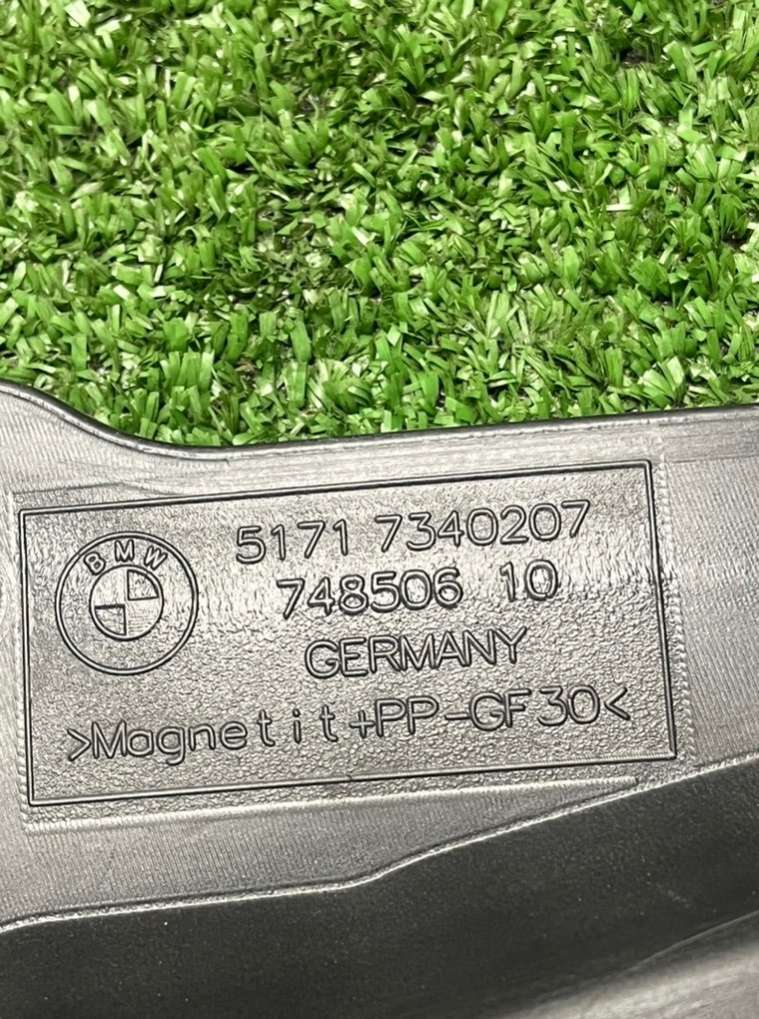 BMW
5171 7340207
748506 10
GERMANY
>Magnetit+PP-GF30<